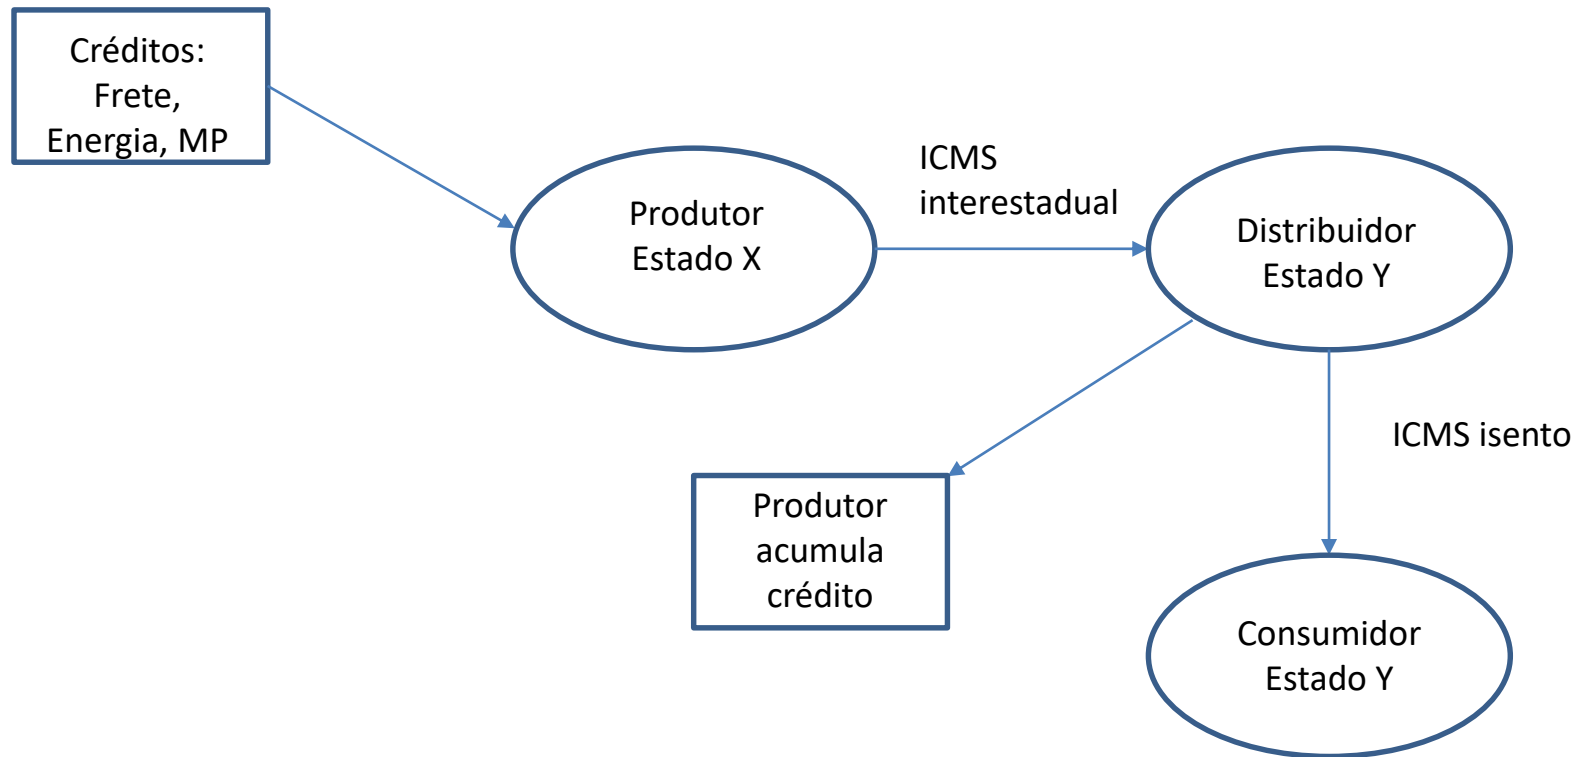 Créditos:
Frete,
Energia, MP
Produtor
Estado X
ICMS
interestadual
Distribuidor
Estado Y
ICMS isento
Produtor
acumula
crédito
Consumidor
Estado Y